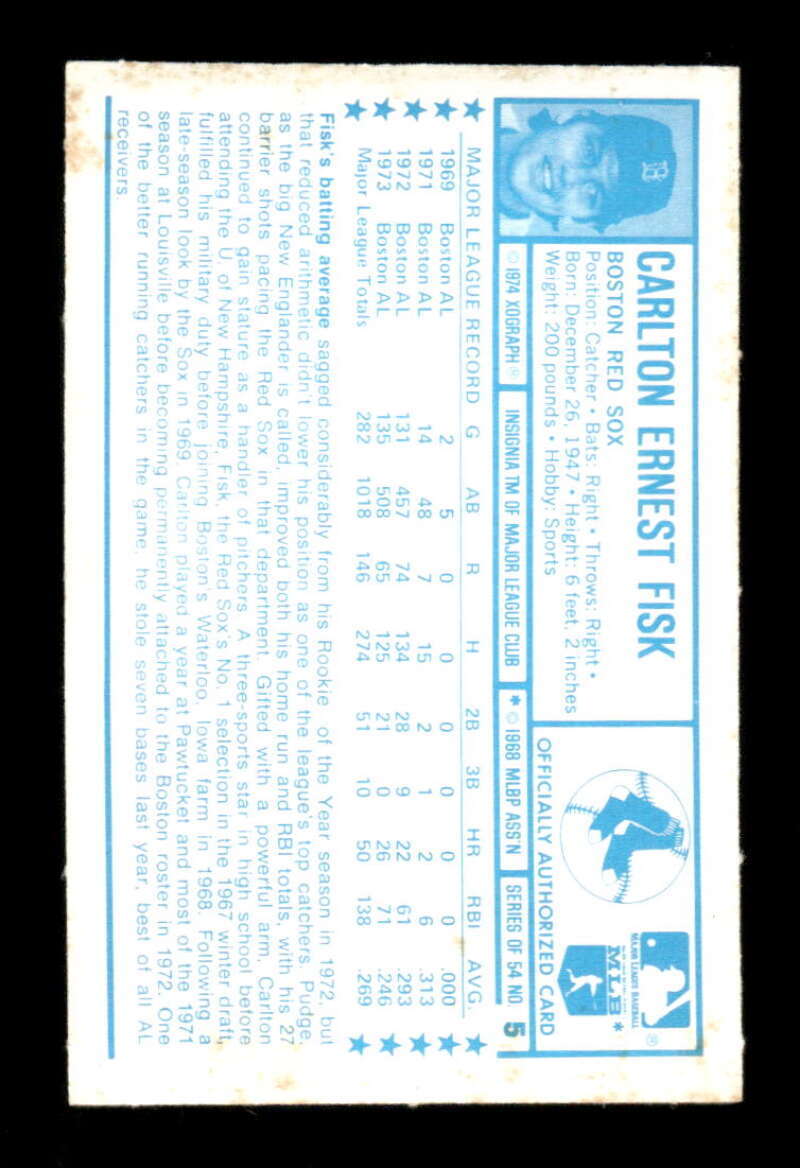 CARLTON ERNEST FISK
BOSTON RED SOX
Position: Catcher • Bats: Right • Throws: Right •
Born: December 26, 1947 • Height: 6 feet, 2 inches
Weight: 200 pounds • Hobby: Sports
B
OFFICIALLY AUTHORIZED CARD
MAJOR LEAGUE BASEBALL ®
MLB *
© 1974 XOGRAPH ® INSIGNIA TM OF MAJOR LEAGUE CLUB * © 1968 MLBP ASS'N SERIES OF 54 NO. 5
★ MAJOR LEAGUE RECORD G AB R H 2B 3B HR RBI AVG. ★
★ 1969 Boston AL 2 5 0 0 0 0 0 0 .000 ★
★ 1971 Boston AL 14 48 7 15 2 1 2 6 .313 ★
1972 Boston AL 131 457 74 134 28 9 22 61 .293
★ 1973 Boston AL 135 508 65 125 21 0 26 71 .246 ★
★ Major League Totals 282 1018 146 274 51 10 50 138 .269 ★
Fisk's batting average sagged considerably from his Rookie of the Year season in 1972, but
that reduced arithmetic didn't lower his position as one of the league's top catchers. Pudge,
as the big New Englander is called, improved both his home run and RBI totals, with his 27
barrier shots pacing the Red Sox in that department. Gifted with a powerful arm, Carlton
continued to gain stature as a handler of pitchers. A three-sports star in high school before
attending the U. of New Hampshire, Fisk, the Red Sox's No. 1 selection in the 1967 winter draft,
fulfilled his military duty before joining Boston's Waterloo, Iowa farm in 1968. Following a
late-season look by the Sox in 1969, Carlton played a year at Pawtucket and most of the 1971
season at Louisville before becoming permanently attached to the Boston roster in 1972. One
of the better running catchers in the game, he stole seven bases last year, best of all AL
receivers.